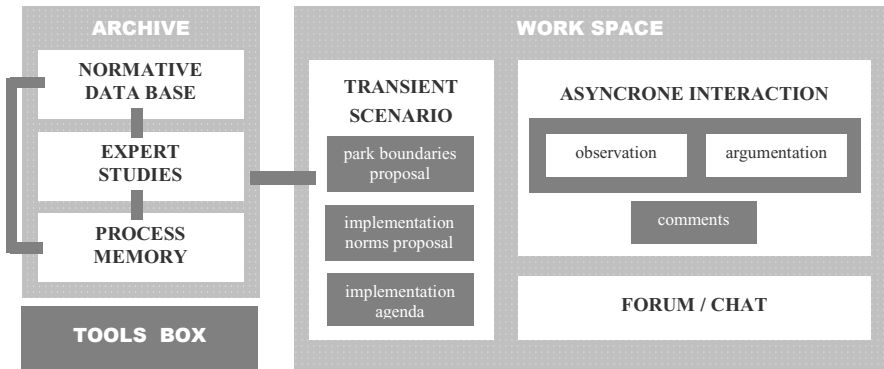 ARCHIVE
NORMATIVE
DATA BASE
EXPERT
STUDIES
PROCESS
MEMORY
TOOLS BOX
WORK SPACE
TRANSIENT
SCENARIO
park boundaries
proposal
implementation
norms proposal
implementation
agenda
ASYNCRONE INTERACTION
observation
argumentation
comments
FORUM / CHAT